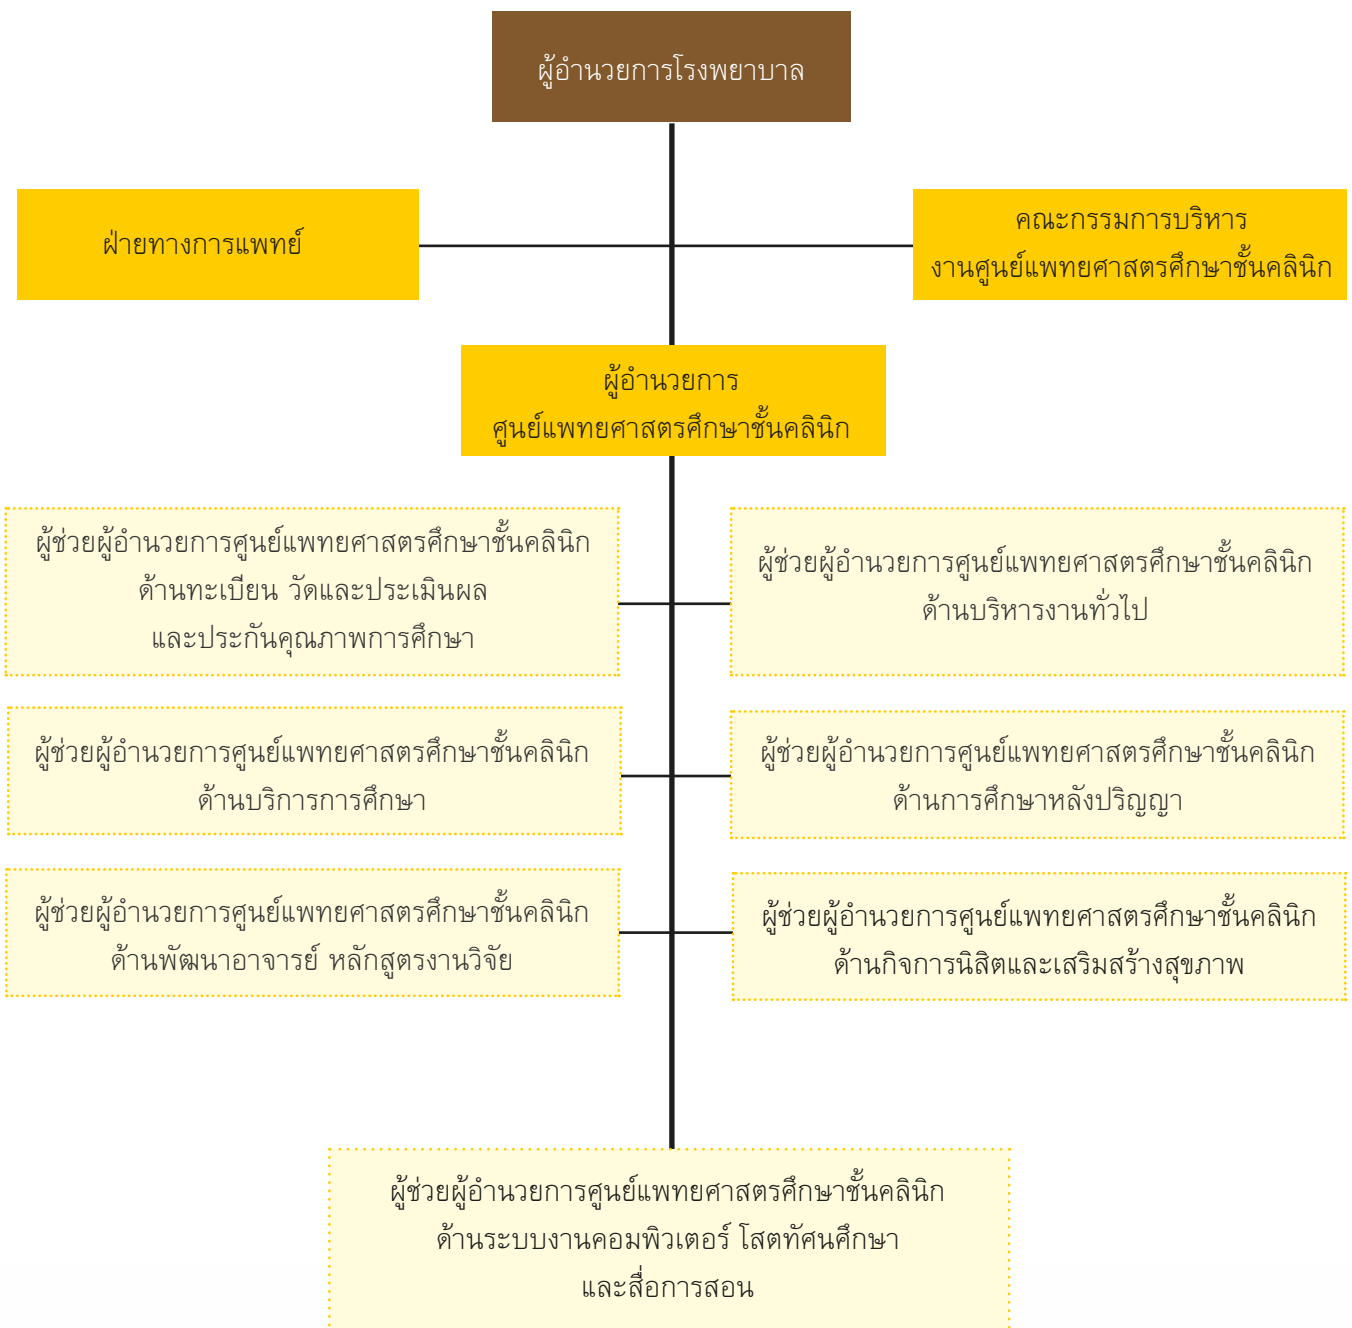 ผู้อำนวยการโรงพยาบาล
ฝ่ายทางการแพทย์
คณะกรรมการบริหาร
งานศูนย์แพทยศาสตรศึกษาชั้นคลินิก
ผู้อำนวยการ
ศูนย์แพทยศาสตรศึกษาชั้นคลินิก
ผู้ช่วยผู้อำนวยการศูนย์แพทยศาสตรศึกษาชั้นคลินิก
ด้านทะเบียน วัดและประเมินผล
และประกันคุณภาพการศึกษา
ผู้ช่วยผู้อำนวยการศูนย์แพทยศาสตรศึกษาชั้นคลินิก
ด้านบริหารงานทั่วไป
ผู้ช่วยผู้อำนวยการศูนย์แพทยศาสตรศึกษาชั้นคลินิก
ด้านบริการการศึกษา
ผู้ช่วยผู้อำนวยการศูนย์แพทยศาสตรศึกษาชั้นคลินิก
ด้านการศึกษาหลังปริญญา
ผู้ช่วยผู้อำนวยการศูนย์แพทยศาสตรศึกษาชั้นคลินิก
ด้านพัฒนาอาจารย์ หลักสูตรงานวิจัย
ผู้ช่วยผู้อำนวยการศูนย์แพทยศาสตรศึกษาชั้นคลินิก
ด้านกิจการนิสิตและเสริมสร้างสุขภาพ
ผู้ช่วยผู้อำนวยการศูนย์แพทยศาสตรศึกษาชั้นคลินิก
ด้านระบบงานคอมพิวเตอร์ โสตทัศนศึกษา
และสื่อการสอน